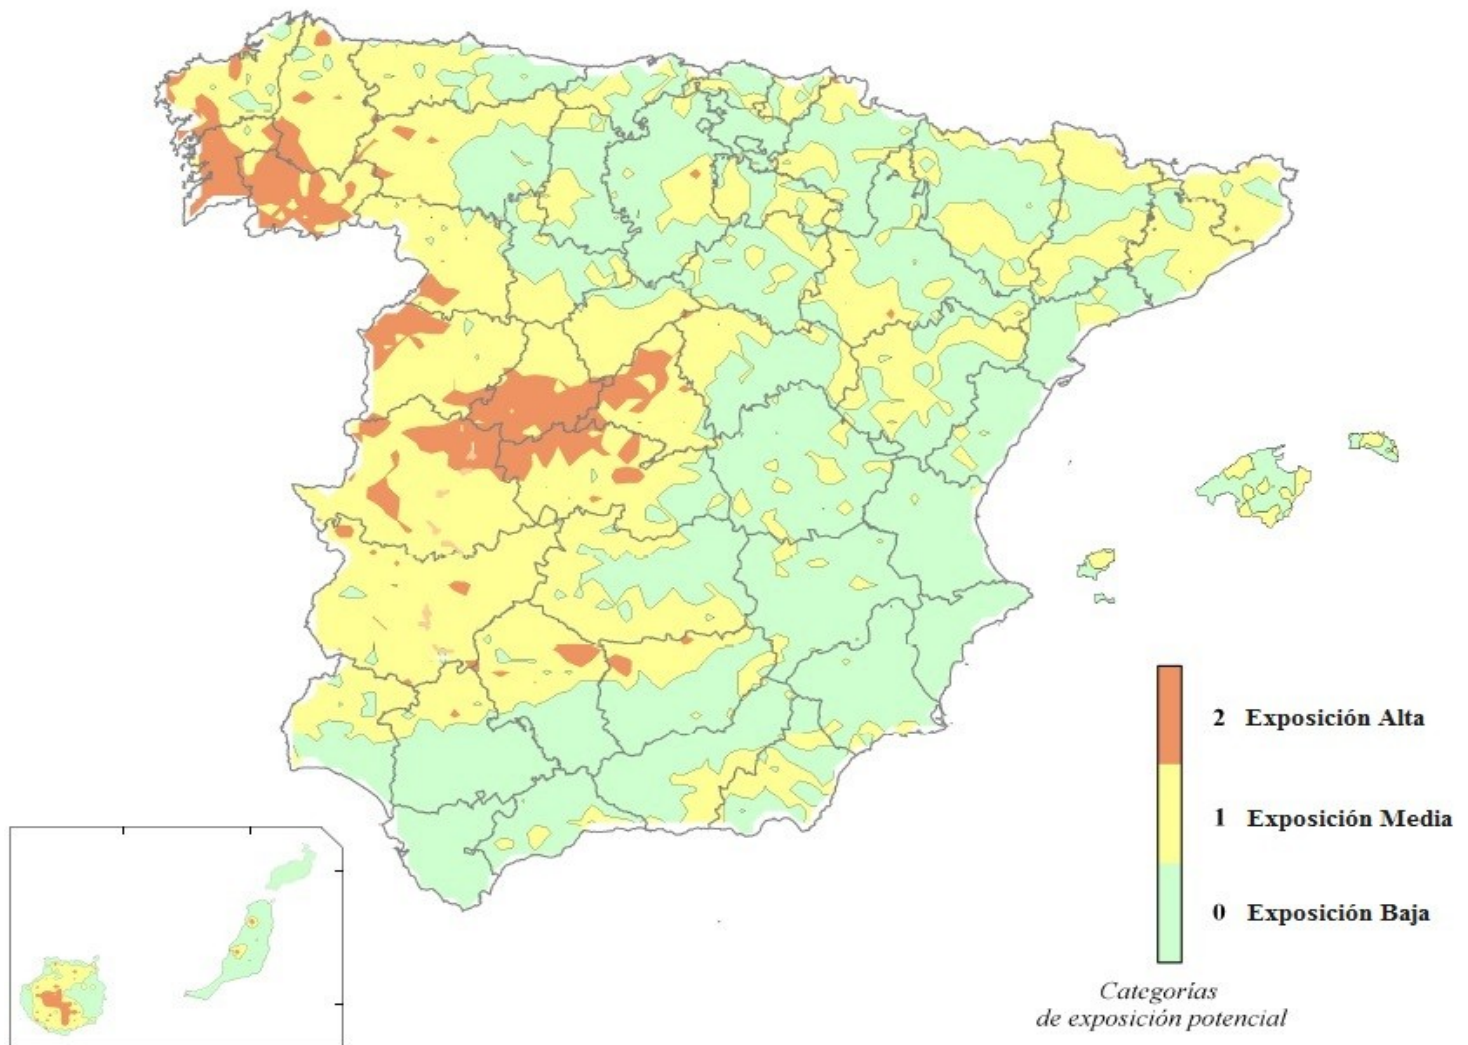 2 Exposición Alta
1 Exposición Media
0 Exposición Baja
Categorías
de exposición potencial